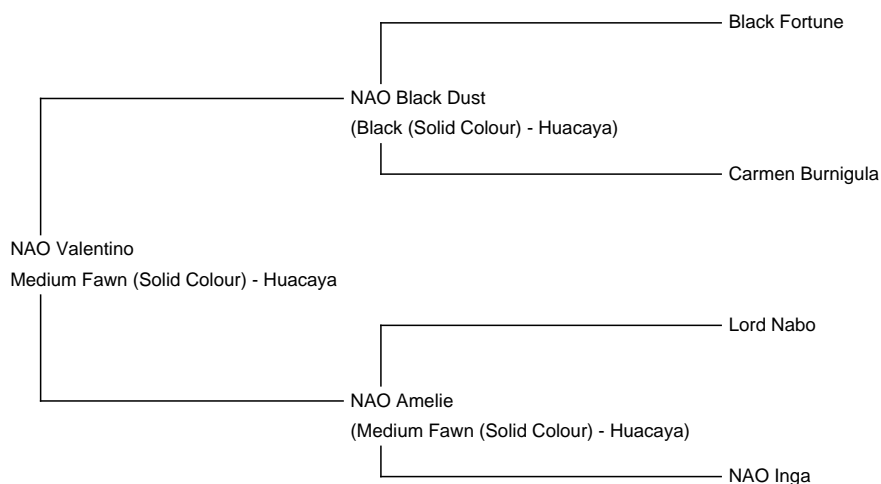 Black Fortune
NAO Black Dust
(Black (Solid Colour) - Huacaya)
Carmen Burnigula
NAO Valentino
Medium Fawn (Solid Colour) - Huacaya
Lord Nabo
NAO Amelie
(Medium Fawn (Solid Colour) - Huacaya)
NAO Inga